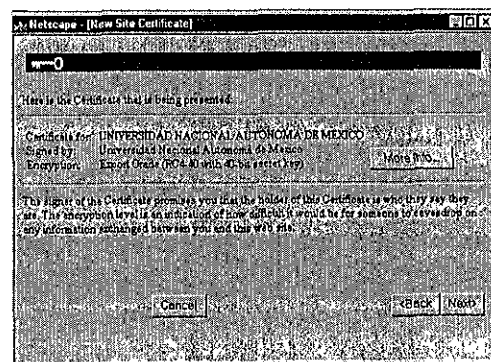 Netscape - [New Site Certificate]
Here is the Certificate that is being presented:
Certificate for: UNIVERSIDAD NACIONAL AUTONOMA DE MEXICO
Signed by: Universidad Nacional Autonoma de Mexico
Encryption: Export Grade (RC4-40 with 40-bit secret key)
More Info...
The signer of the Certificate promises you that the holder of this Certificate is who they say they
are. The encryption level is an indication of how difficult it would be for someone to eavesdrop on
any information exchanged between you and this web site.
Cancel
<Back
Next>